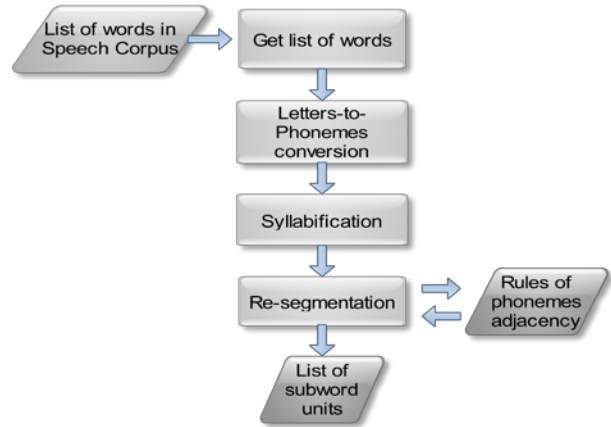 List of words in
Speech Corpus
Get list of words
Letters-to-
Phonemes
conversion
Syllabification
Re-segmentation
Rules of
phonemes
adjacency
List of
subword
units